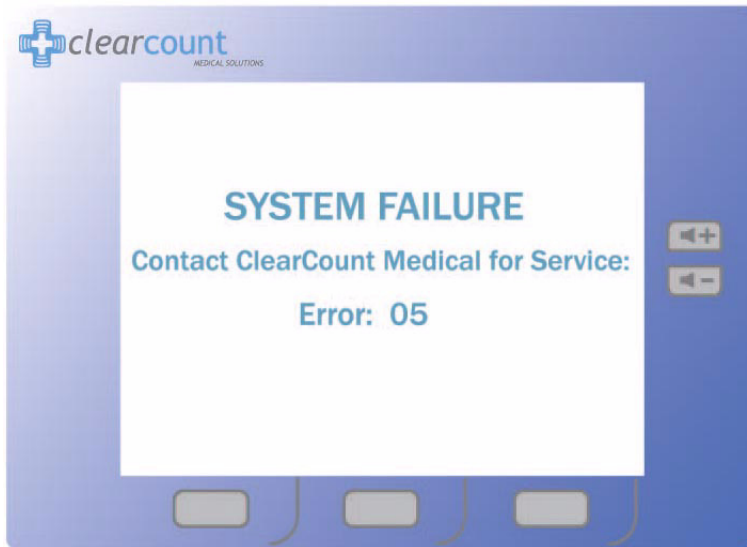 clearcount
MEDICAL SOLUTIONS
SYSTEM FAILURE
Contact ClearCount Medical for Service:
Error: 05